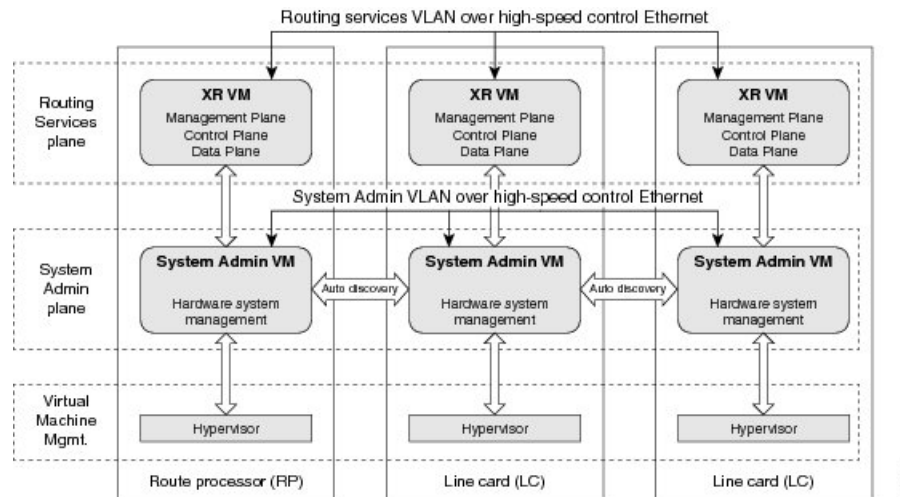 Routing services VLAN over high-speed control Ethernet
Routing
Services
plane
XR VM
Management Plane
Control Plane
Data Plane
XR VM
Management Plane
Control Plane
Data Plane
XR VM
Management Plane
Control Plane
Data Plane
System Admin VLAN over high-speed control Ethernet
System
Admin
plane
System Admin VM
Hardware system
management
Auto discovery
System Admin VM
Hardware system
management
Auto discovery
System Admin VM
Hardware system
management
Virtual
Machine
Mgmt.
Hypervisor
Hypervisor
Hypervisor
Route processor (RP)
Line card (LC)
Line card (LC)